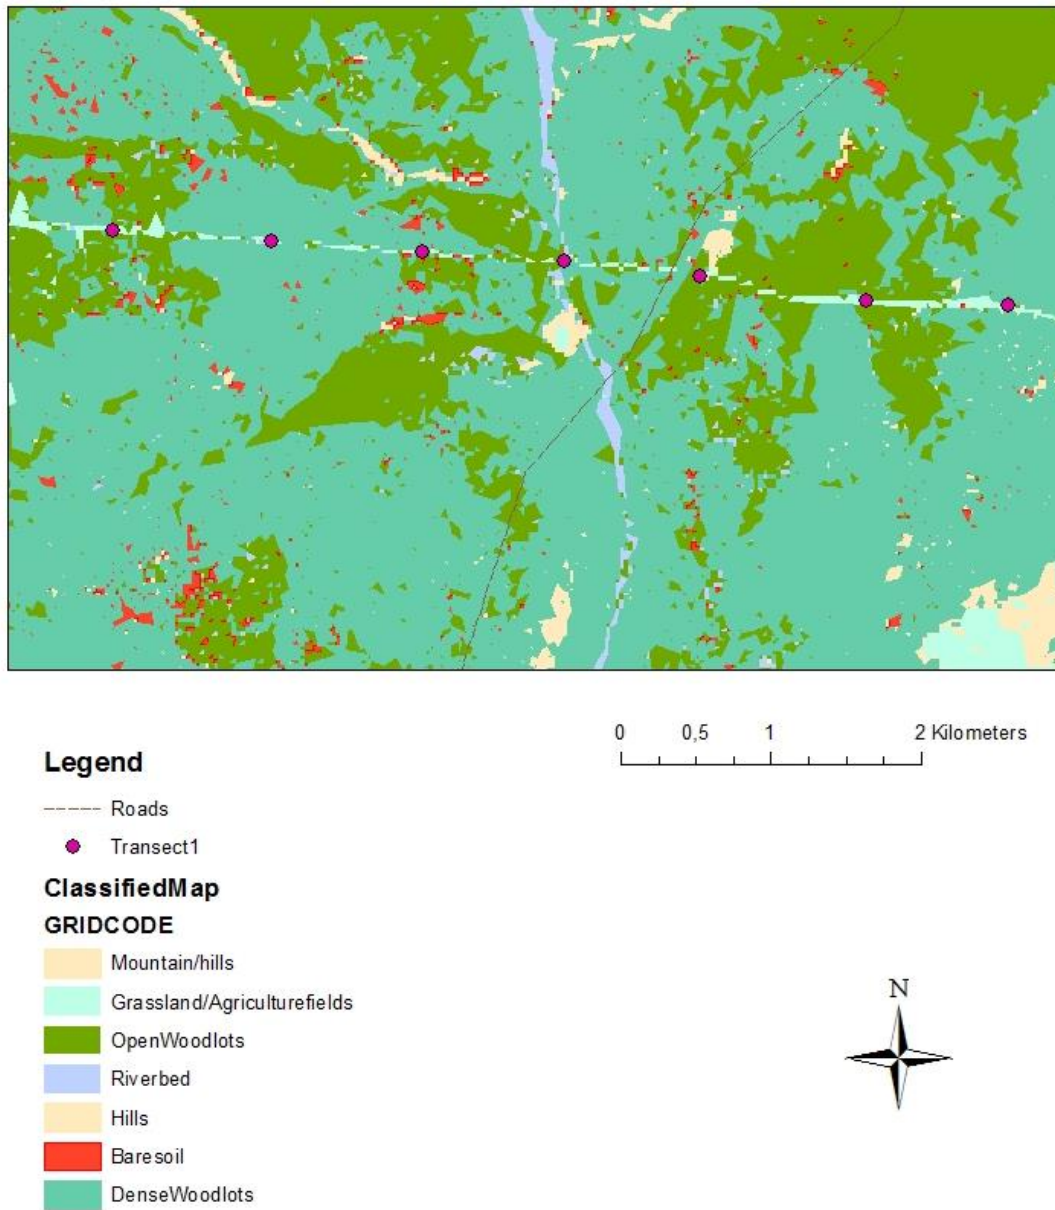 0 0,5 1 2 Kilometers
Legend
Roads
Transect1
ClassifiedMap
GRIDCODE
Mountain/hills
Grassland/Agriculturefields
OpenWoodlots
Riverbed
Hills
Baresoil
DenseWoodlots
N